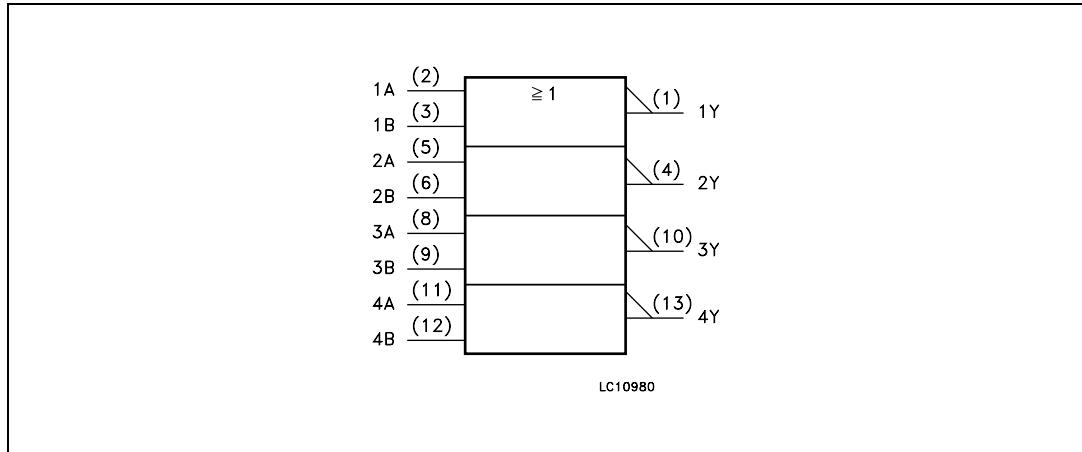 1A (2) ≧ 1 (1) 1Y
1B (3)
2A (5) (4) 2Y
2B (6)
3A (8) (10) 3Y
3B (9)
4A (11) (13) 4Y
4B (12)
LC10980